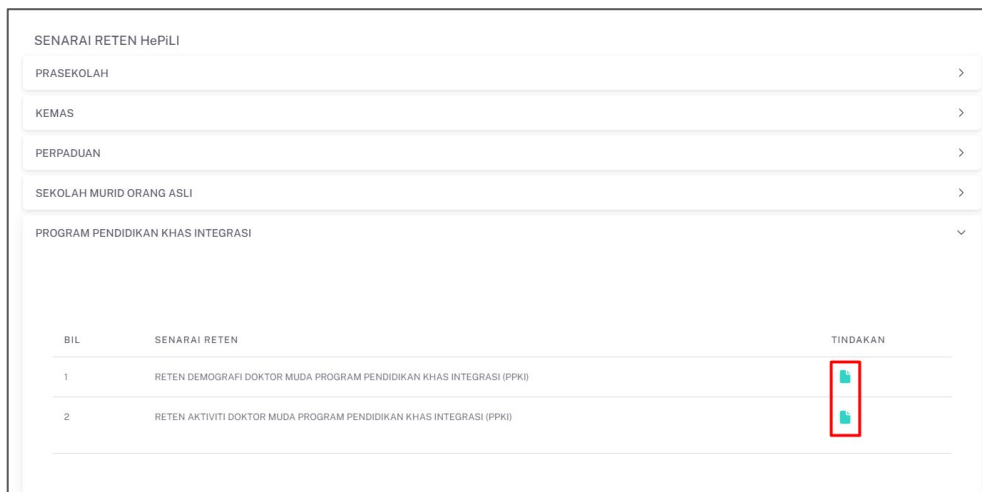 SENARAI RETEN HePiLI
PRASEKOLAH
KEMAS
PERPADUAN
SEKOLAH MURID ORANG ASLI
PROGRAM PENDIDIKAN KHAS INTEGRASI
BIL SENARAI RETEN TINDAKAN
1 RETEN DEMOGRAFI DOKTOR MUDA PROGRAM PENDIDIKAN KHAS INTEGRASI (PPKI)
2 RETEN AKTIVITI DOKTOR MUDA PROGRAM PENDIDIKAN KHAS INTEGRASI (PPKI)